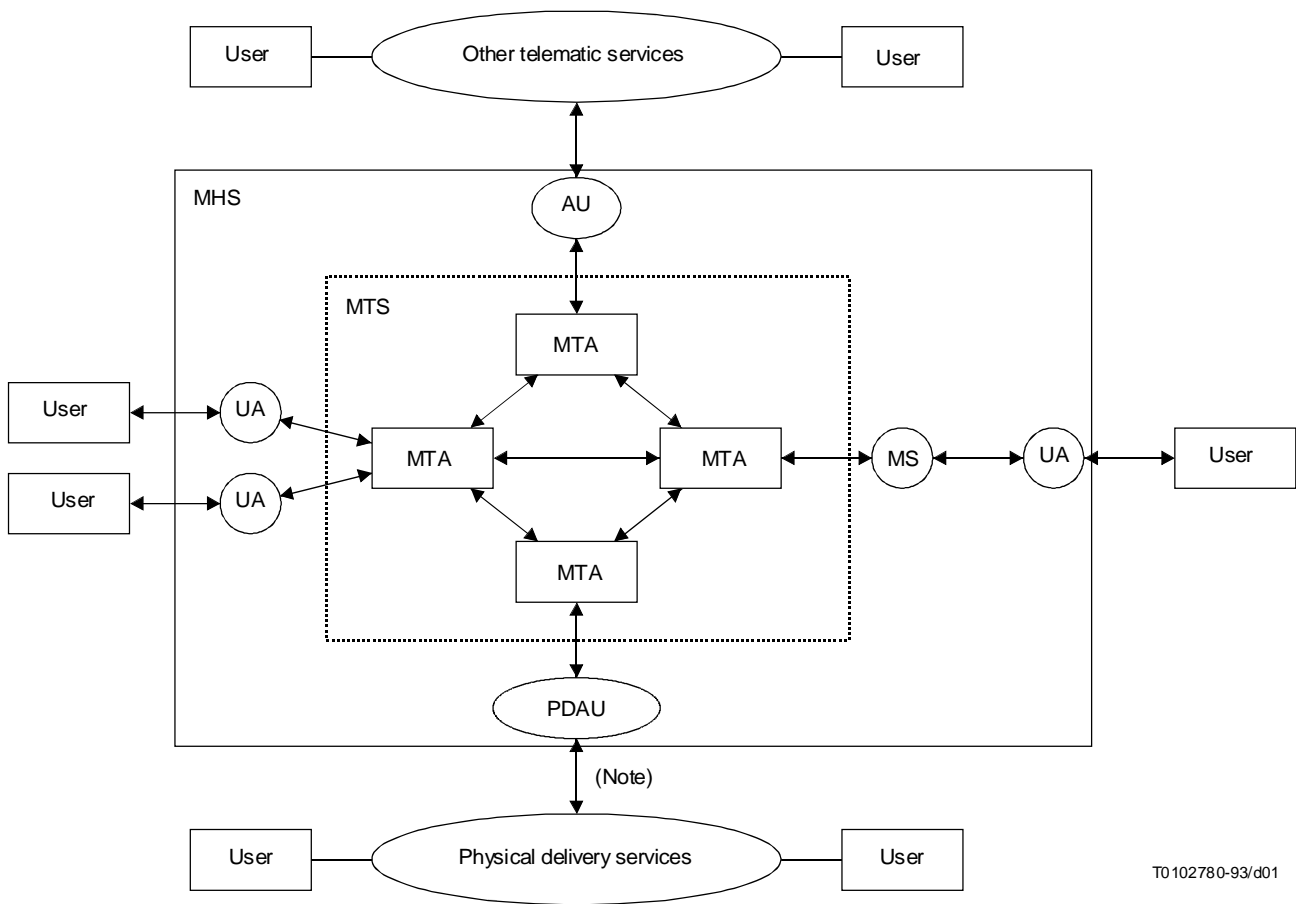 User
Other telematic services
User
MHS
AU
MTS
MTA
User
UA
MTA
MTA
MS
UA
User
User
UA
MTA
PDAU
(Note)
User
Physical delivery services
User
T0102780-93/d01